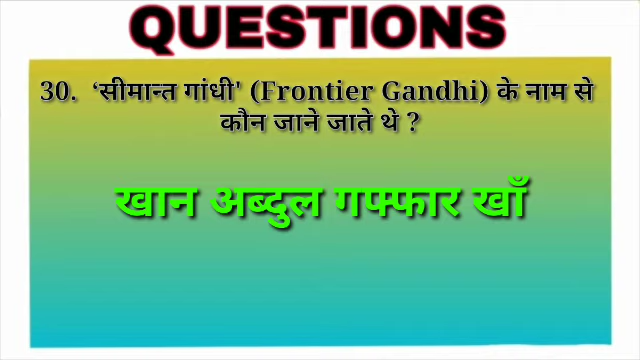 QUESTIONS
30. ‘सीमान्त गांधी' (Frontier Gandhi) के नाम से
कौन जाने जाते थे ?
खान अब्दुल गफ्फार खाँ